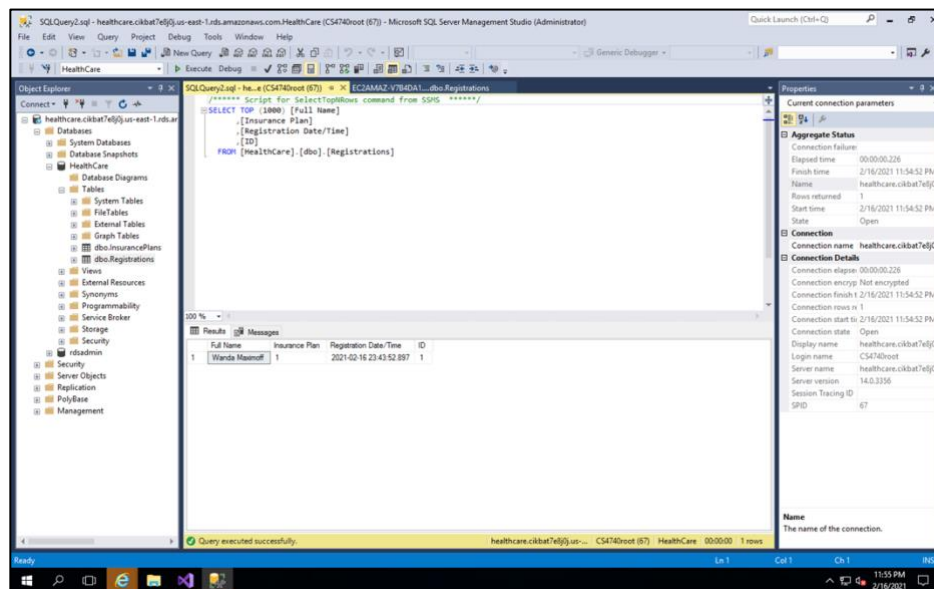 SQLQuery2.sql - healthcare.cikbat7e8j0j.us-east-1.rds.amazonaws.com.HealthCare (CS4740root (67)) - Microsoft SQL Server Management Studio (Administrator)
Quick Launch (Ctrl+Q)
File Edit View Query Project Debug Tools Window Help
New Query
Generic Debugger
HealthCare
Execute Debug
Object Explorer
Connect
healthcare.cikbat7e8j0j.us-east-1.rds.ar
Databases
System Databases
Database Snapshots
HealthCare
Database Diagrams
Tables
System Tables
FileTables
External Tables
Graph Tables
dbo.InsurancePlans
dbo.Registrations
Views
External Resources
Synonyms
Programmability
Service Broker
Storage
Security
rdsadmin
Security
Server Objects
Replication
PolyBase
Management
SQLQuery2.sql - he...e (CS4740root (67))
EC2AMAZ-V7B4DA1....dbo.Registrations
/****** Script for SelectTopNRows command from SSMS ******/
SELECT TOP (1000) [Full Name]
,[Insurance Plan]
,[Registration Date/Time]
,[ID]
FROM [HealthCare].[dbo].[Registrations]
100 %
Results Messages
Full Name Insurance Plan Registration Date/Time ID
1 Wanda Maximoff 1 2021-02-16 23:43:52.897 1
Query executed successfully.
healthcare.cikbat7e8j0j.us-... CS4740root (67) HealthCare 00:00:00 1 rows
Properties
Current connection parameters
Aggregate Status
Connection failure
Elapsed time 00:00:00.226
Finish time 2/16/2021 11:54:52 PM
Name healthcare.cikbat7e8j0
Rows returned 1
Start time 2/16/2021 11:54:52 PM
State Open
Connection
Connection name healthcare.cikbat7e8j0
Connection Details
Connection elapse 00:00:00.226
Connection encryp Not encrypted
Connection finish t 2/16/2021 11:54:52 PM
Connection rows r 1
Connection start ti 2/16/2021 11:54:52 PM
Connection state Open
Display name healthcare.cikbat7e8j0
Login name CS4740root
Server name healthcare.cikbat7e8j0
Server version 14.0.3356
Session Tracing ID
SPID 67
Name
The name of the connection.
Ready
Ln 1 Col 1 Ch 1 INS
11:55 PM
2/16/2021